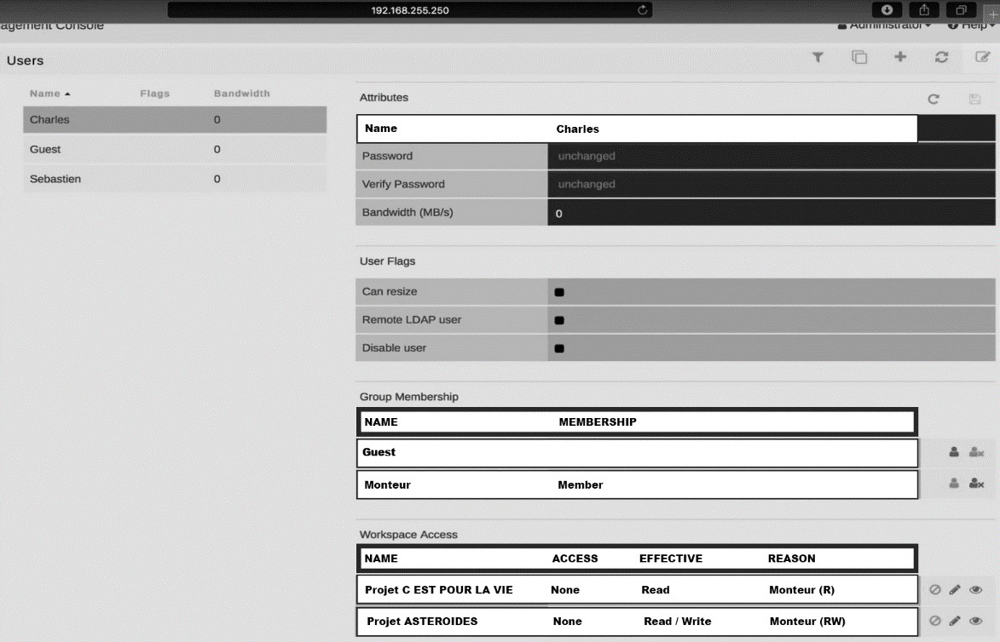 192.168.255.250
agement Console Administrator Help
Users
Name Flags Bandwidth
Charles 0
Guest 0
Sebastien 0
Attributes
Name Charles
Password unchanged
Verify Password unchanged
Bandwidth (MB/s) 0
User Flags
Can resize
Remote LDAP user
Disable user
Group Membership
NAME MEMBERSHIP
Guest
Monteur Member
Workspace Access
NAME ACCESS EFFECTIVE REASON
Projet C EST POUR LA VIE None Read Monteur (R)
Projet ASTEROIDES None Read / Write Monteur (RW)